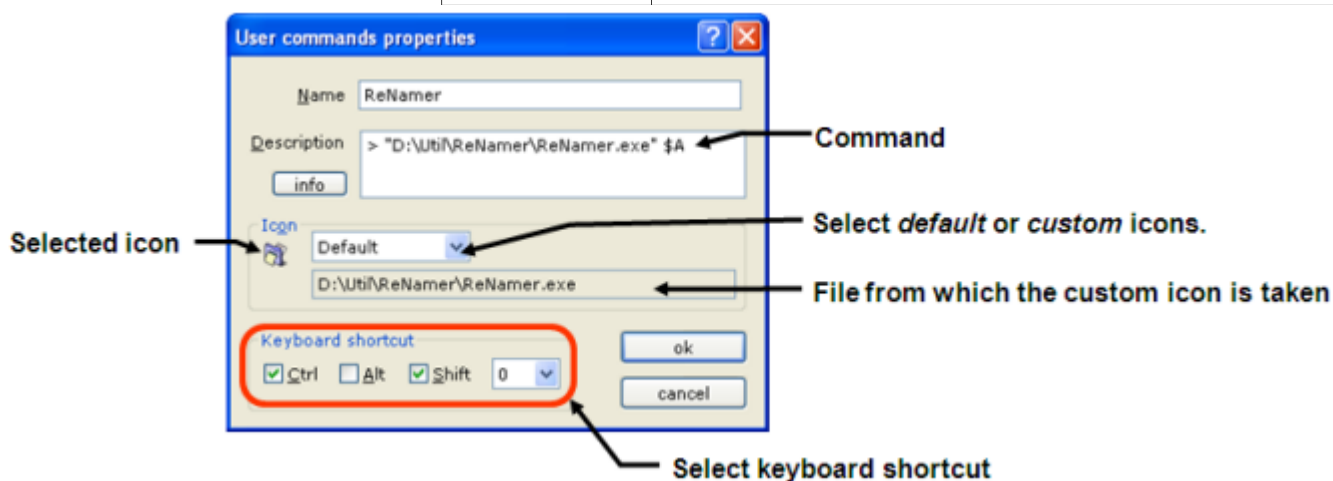 User commands properties
Name ReNamer
Description > "D:\Util\ReNamer\ReNamer.exe" $A
Command
info
Icon
Select default or custom icons.
Selected icon
Default
D:\Util\ReNamer\ReNamer.exe
File from which the custom icon is taken
Keyboard shortcut
ok
Ctrl Alt Shift 0
cancel
Select keyboard shortcut